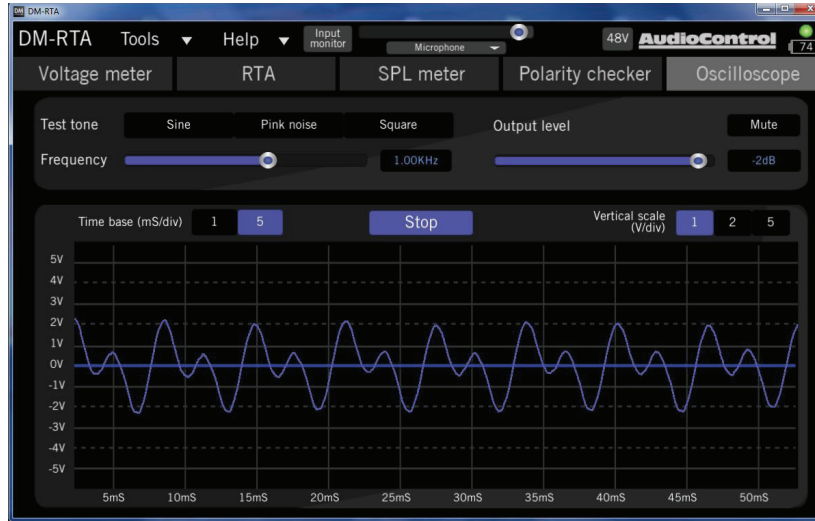 DM-RTA
DM-RTA Tools Help Input monitor Microphone 48V AudioControl 74
Voltage meter RTA SPL meter Polarity checker Oscilloscope
Test tone Sine Pink noise Square Output level Mute
Frequency 1.00KHz -2dB
Time base (mS/div) 1 5 Stop Vertical scale (V/div) 1 2 5
5V
4V
3V
2V
1V
0V
-1V
-2V
-3V
-4V
-5V
5mS 10mS 15mS 20mS 25mS 30mS 35mS 40mS 45mS 50mS